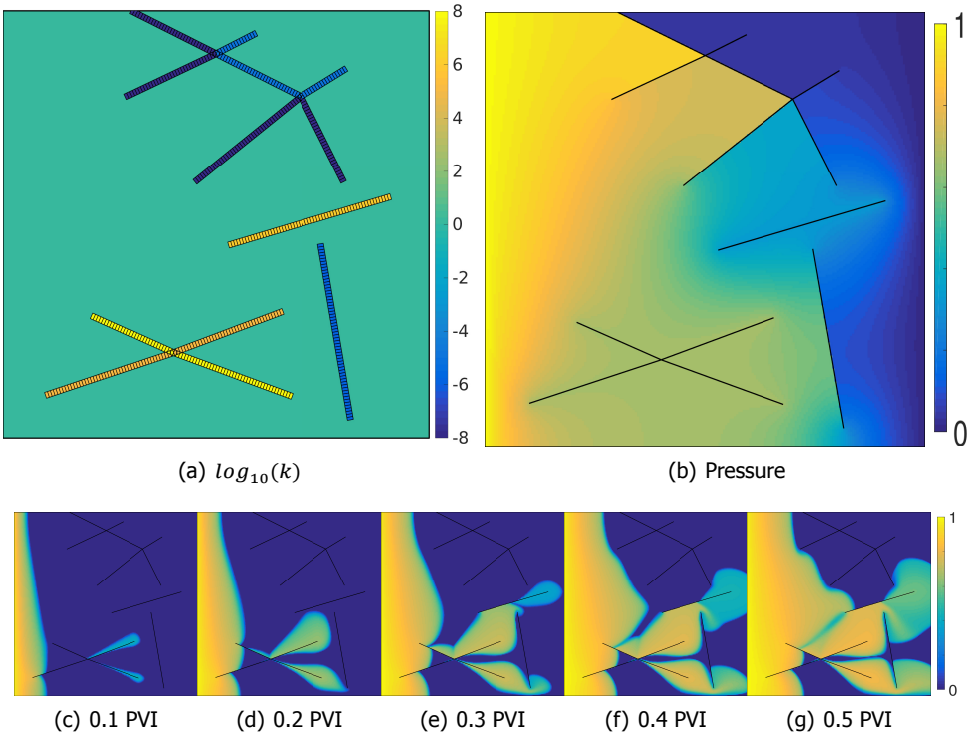 8
6
4
2
0
-2
-4
-6
-8
1
0
(a) log₁₀(k)
(b) Pressure
1
0
(c) 0.1 PVI
(d) 0.2 PVI
(e) 0.3 PVI
(f) 0.4 PVI
(g) 0.5 PVI